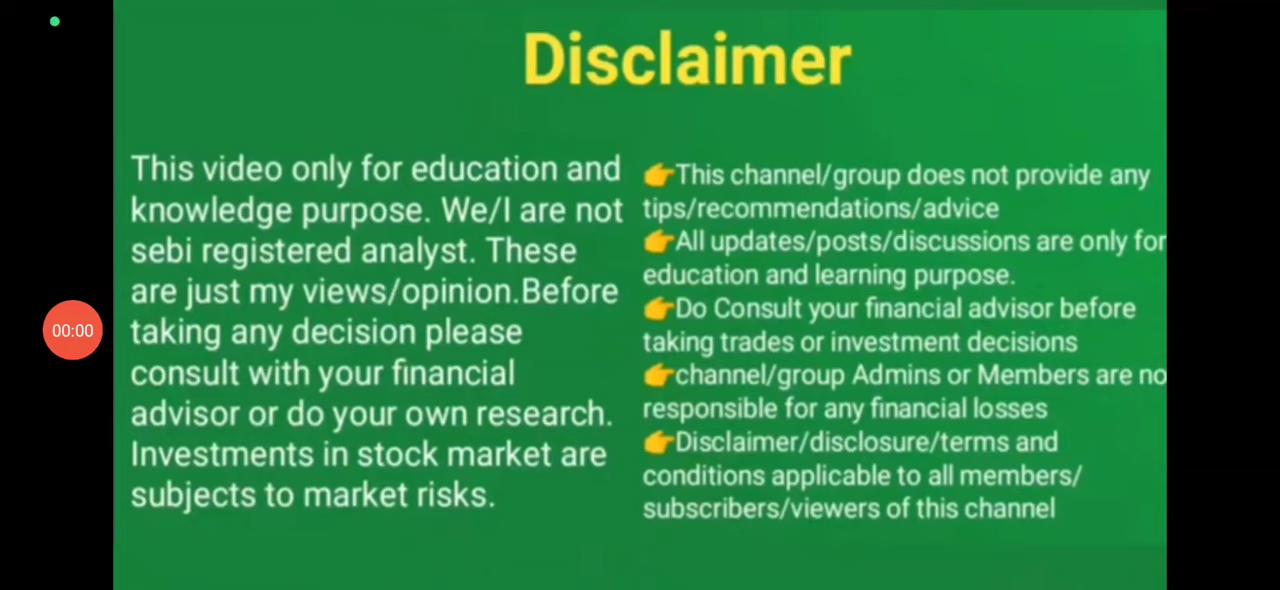 Disclaimer
This video only for education and
knowledge purpose. We/I are not
sebi registered analyst. These
are just my views/opinion.Before
taking any decision please
consult with your financial
advisor or do your own research.
Investments in stock market are
subjects to market risks.
👉This channel/group does not provide any
tips/recommendations/advice
👉All updates/posts/discussions are only for
education and learning purpose.
👉Do Consult your financial advisor before
taking trades or investment decisions
👉channel/group Admins or Members are no
responsible for any financial losses
👉Disclaimer/disclosure/terms and
conditions applicable to all members/
subscribers/viewers of this channel
00:00